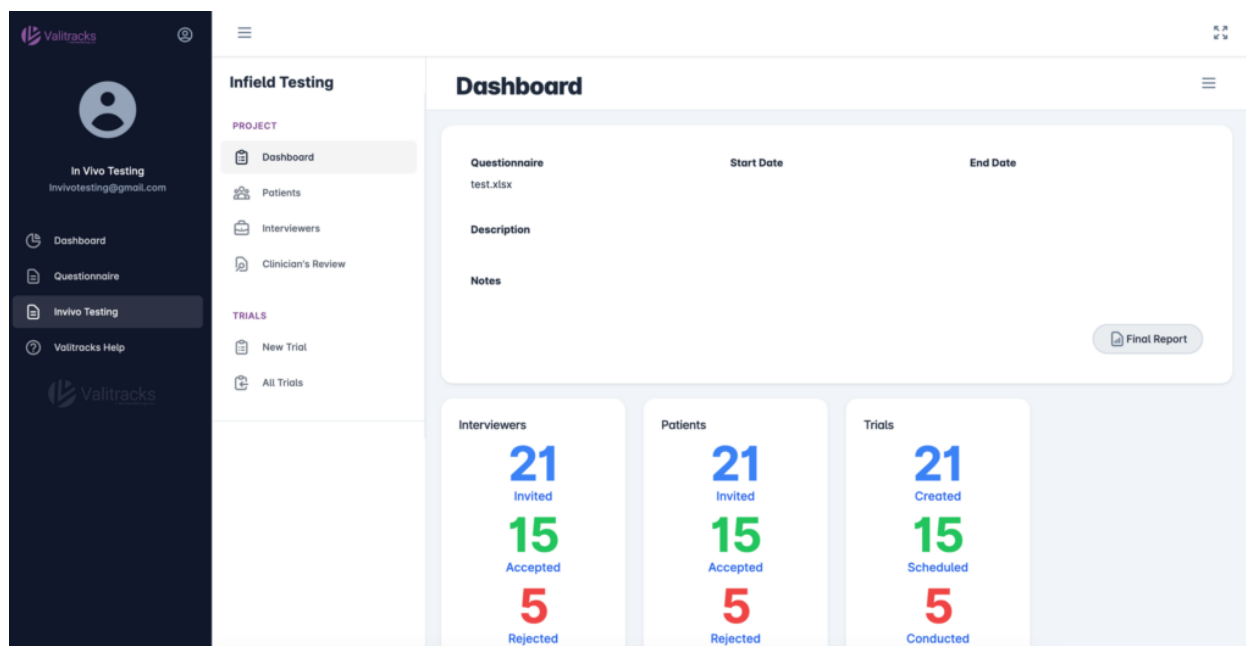 Valitracks
In Vivo Testing
Invivotesting@gmail.com
Dashboard
Questionnaire
Invivo Testing
Valitracks Help
Valitracks
Infield Testing
PROJECT
Dashboard
Patients
Interviewers
Clinician's Review
TRIALS
New Trial
All Trials
Dashboard
Questionnaire Start Date End Date
test.xlsx
Description
Notes
Final Report
Interviewers Patients Trials
21 21 21
Invited Invited Created
15 15 15
Accepted Accepted Scheduled
5 5 5
Rejected Rejected Conducted